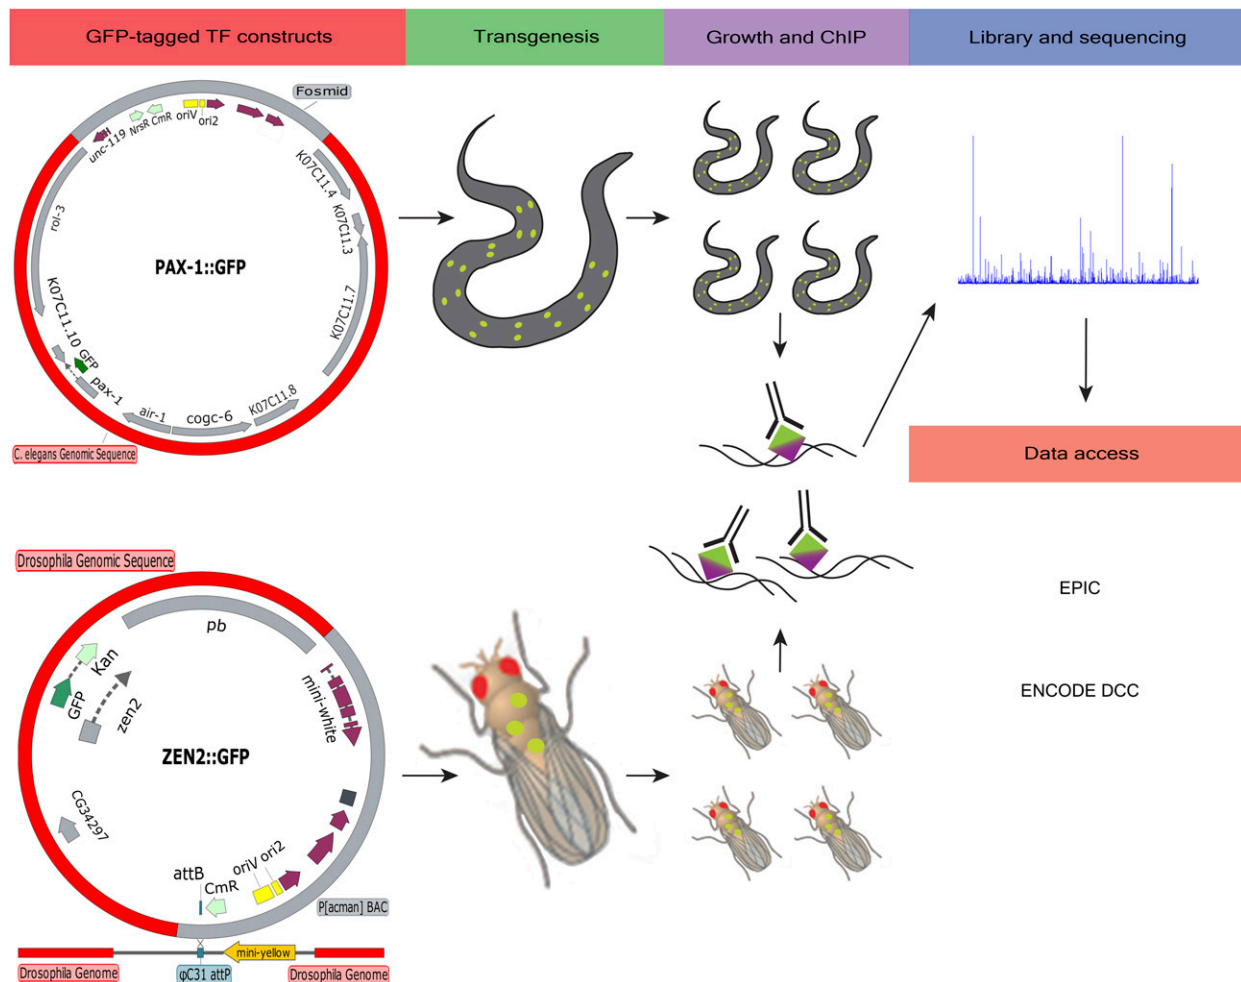 GFP-tagged TF constructs
Transgenesis
Growth and ChIP
Library and sequencing
Fosmid
unc-119
NrsR
CmR
oriV
ori2
K07C11.4
K07C11.3
K07C11.7
K07C11.8
cogc-6
air-1
pax-1
GFP
K07C11.10
rol-3
PAX-1::GFP
C. elegans Genomic Sequence
Data access
EPIC
ENCODE DCC
Drosophila Genomic Sequence
pb
Kan
GFP
zen2
mini-white
ZEN2::GFP
CG34297
attB
CmR
oriV
ori2
P[acman] BAC
mini-yellow
Drosophila Genome
φC31 attP
Drosophila Genome